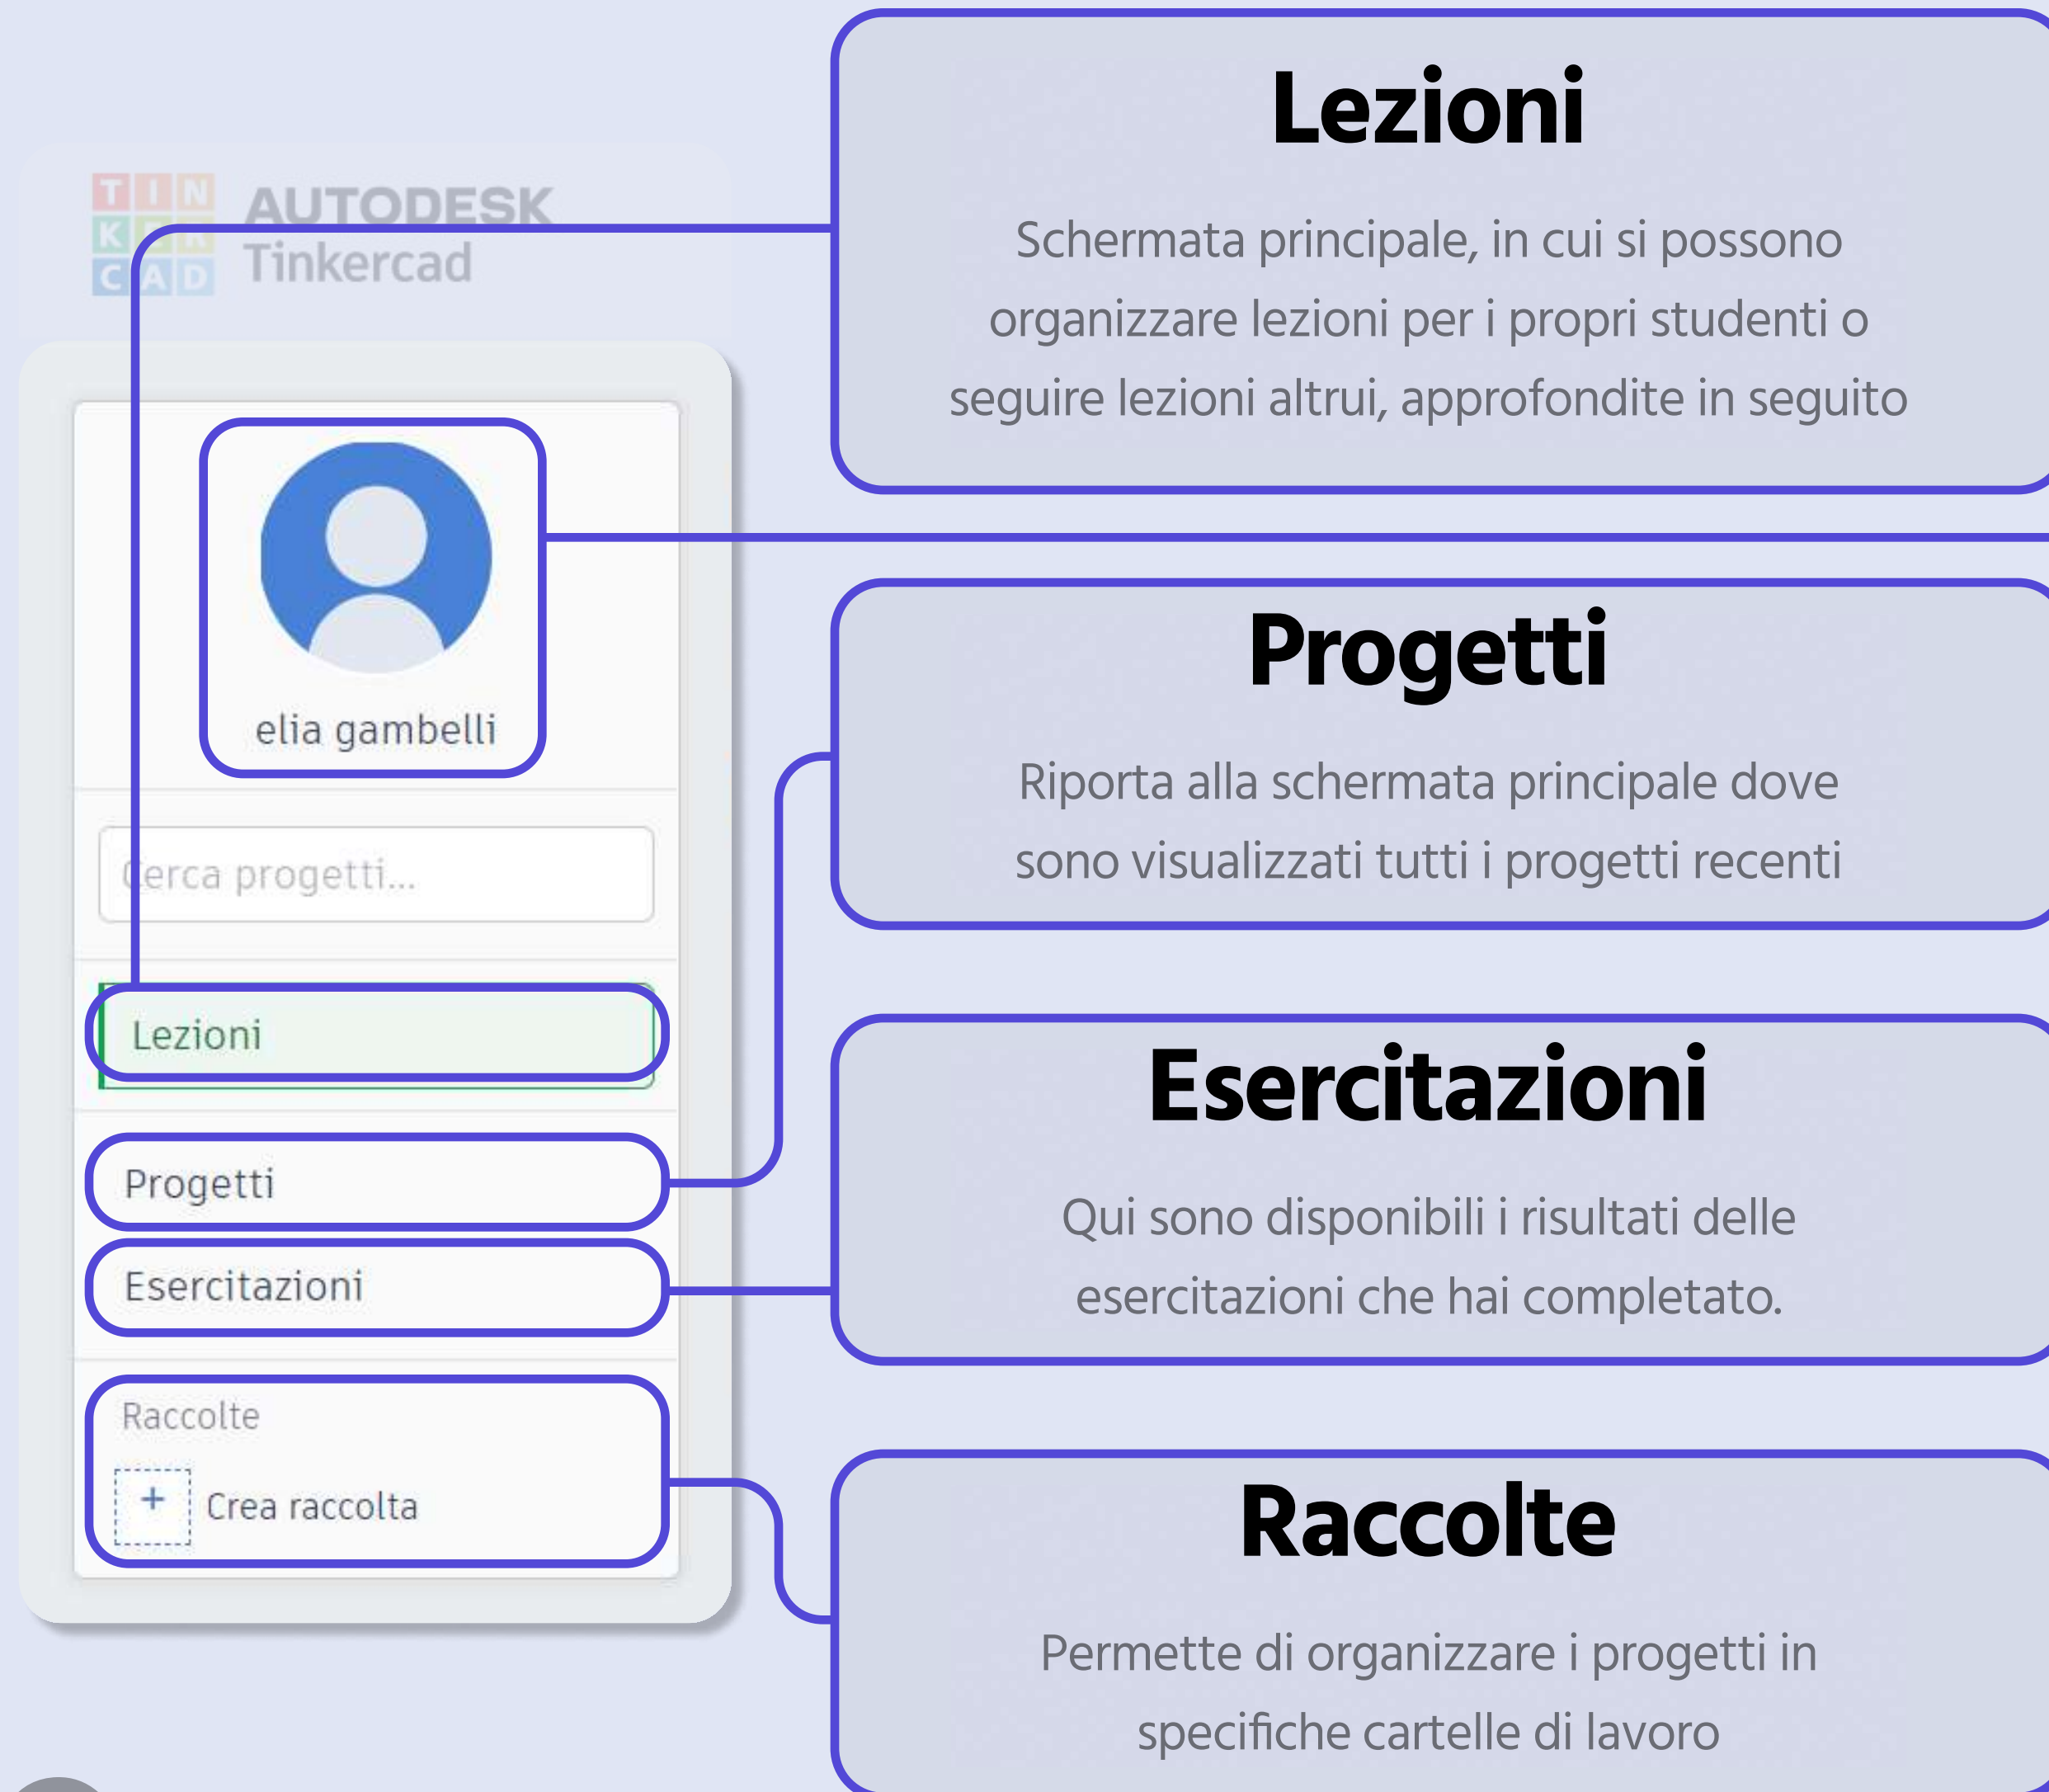 TIN
KER
CAD
AUTODESK
Tinkercad
elia gambelli
Cerca progetti...
Lezioni
Progetti
Esercitazioni
Raccolte
+ Crea raccolta
Lezioni
Schermata principale, in cui si possono
organizzare lezioni per i propri studenti o
seguire lezioni altrui, approfondite in seguito
Progetti
Riporta alla schermata principale dove
sono visualizzati tutti i progetti recenti
Esercitazioni
Qui sono disponibili i risultati delle
esercitazioni che hai completato.
Raccolte
Permette di organizzare i progetti in
specifiche cartelle di lavoro